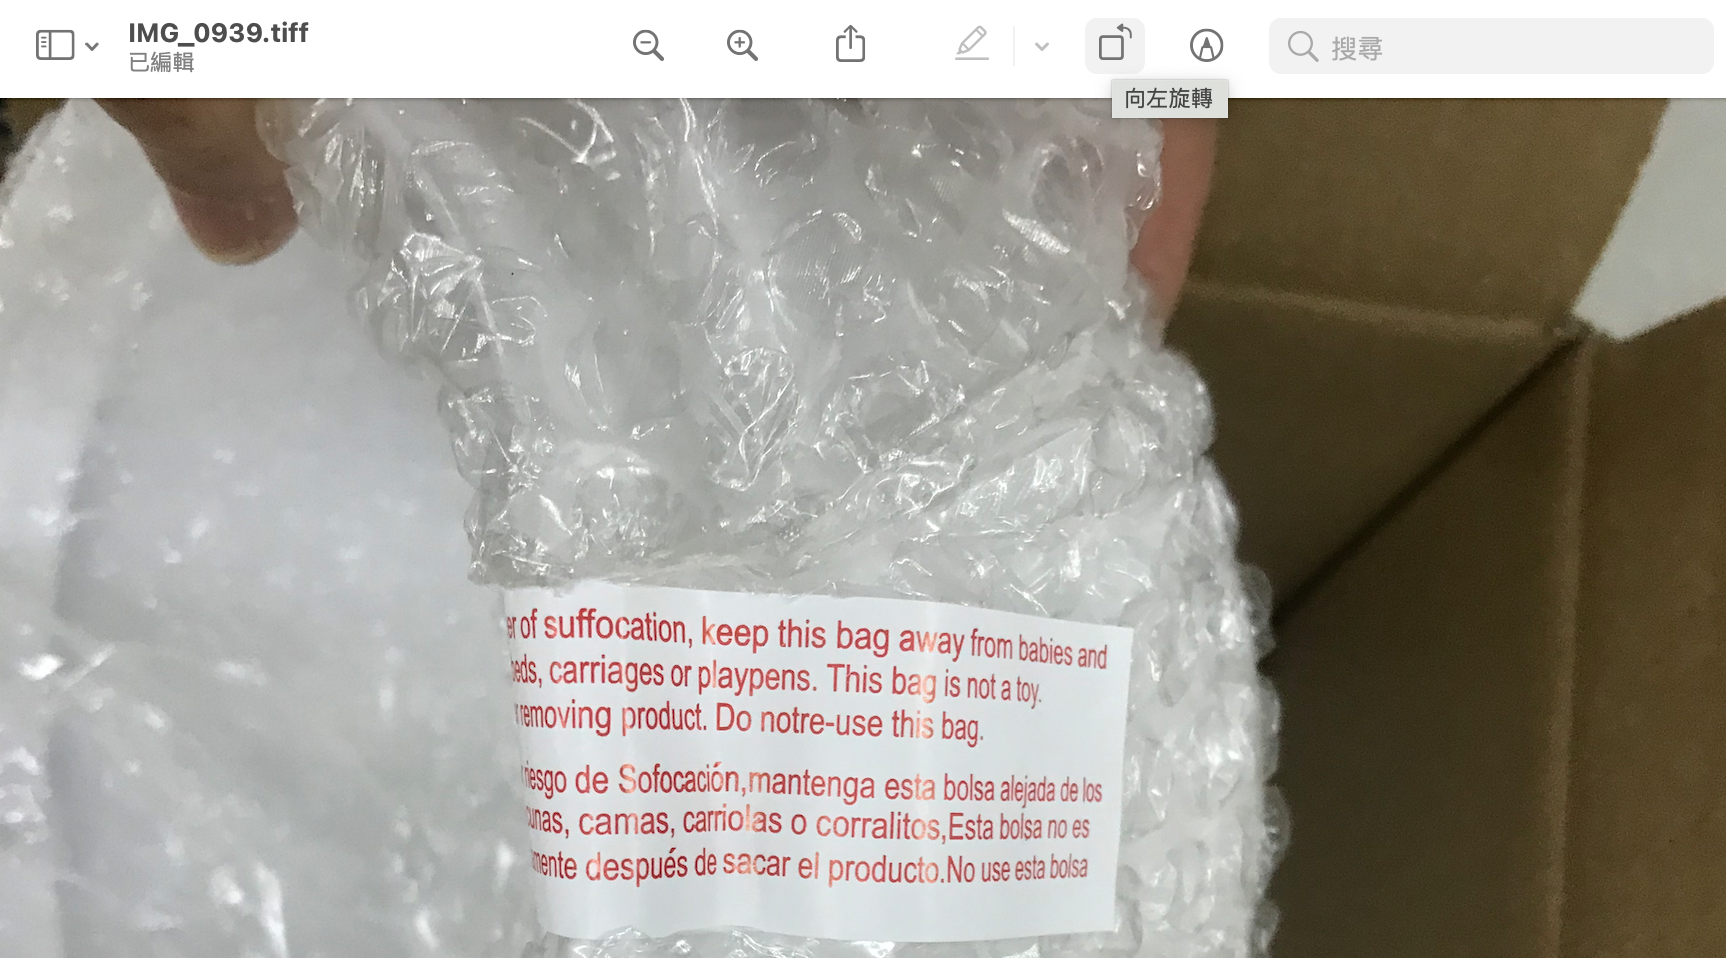 IMG_0939.tiff
已編輯
搜尋
向左旋轉
of suffocation, keep this bag away from babies and
carriages or playpens. This bag is not a toy.
removing product. Do notre-use this bag.
riesgo de Sofocación,mantenga esta bolsa alejada de los
camas, carriolas o corralitos,Esta bolsa no es
después de sacar el producto.No use esta bolsa